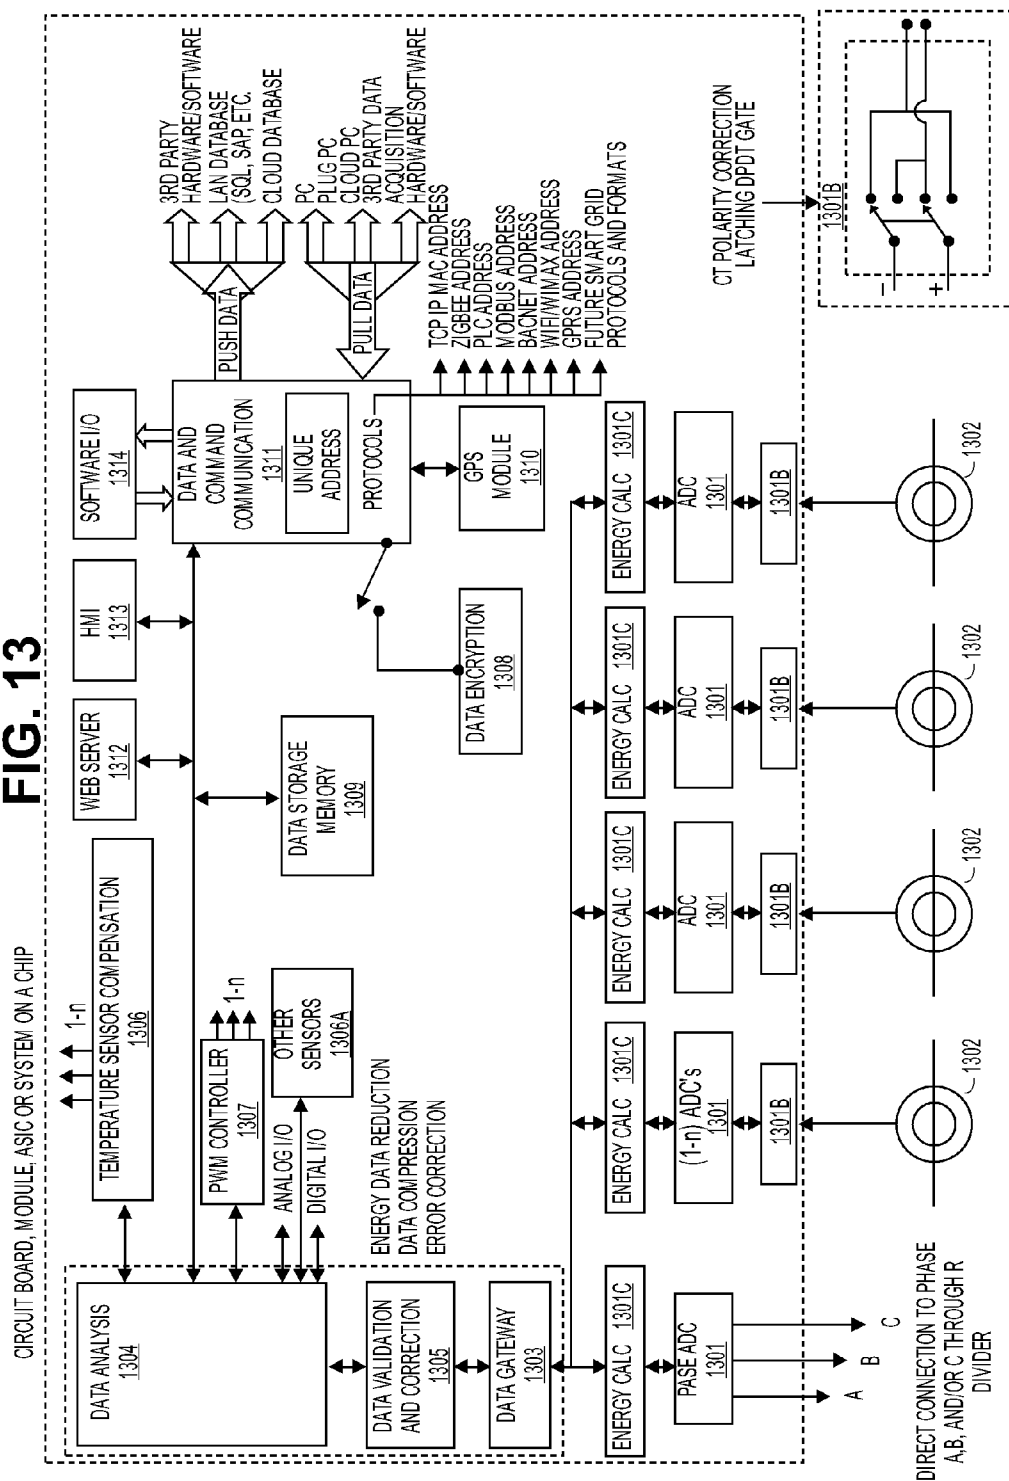 FIG. 13
CIRCUIT BOARD, MODULE, ASIC OR SYSTEM ON A CHIP
1-n
TEMPERATURE SENSOR COMPENSATION
1306
WEB SERVER
1312
HMI
1313
SOFTWARE I/O
1314
3RD PARTY
HARDWARE/SOFTWARE
LAN DATABASE
(SQL, SAP, ETC.
CLOUD DATABASE
PC
PLUG PC
CLOUD PC
3RD PARTY DATA
ACQUISITION
HARDWARE/SOFTWARE
PUSH DATA
PULL DATA
DATA AND
COMMAND
COMMUNICATION
1311
UNIQUE
ADDRESS
PROTOCOLS
TCP IP MAC ADDRESS
ZIGBEE ADDRESS
PLC ADDRESS
MODBUS ADDRESS
BACNET ADDRESS
WIFI/WIMAX ADDRESS
GPRS ADDRESS
FUTURE SMART GRID
PROTOCOLS AND FORMATS
GPS
MODULE
1310
DATA ENCRYPTION
1308
DATA STORAGE
MEMORY
1309
PWM CONTROLLER
1307
1-n
OTHER
SENSORS
1306A
ANALOG I/O
DIGITAL I/O
DATA ANALYSIS
1304
DATA VALIDATION
AND CORRECTION
1305
DATA GATEWAY
1303
ENERGY DATA REDUCTION
DATA COMPRESSION
ERROR CORRECTION
ENERGY CALC 1301C
ENERGY CALC 1301C
ENERGY CALC 1301C
ENERGY CALC 1301C
ENERGY CALC 1301C
PASE ADC
1301
(1-n) ADC's
1301
ADC
1301
ADC
1301
ADC
1301
1301B
1301B
1301B
1301B
A
B
C
DIRECT CONNECTION TO PHASE
A,B, AND/OR C THROUGH R
DIVIDER
1302
1302
1302
1302
CT POLARITY CORRECTION
LATCHING DPDT GATE
1301B
−
+